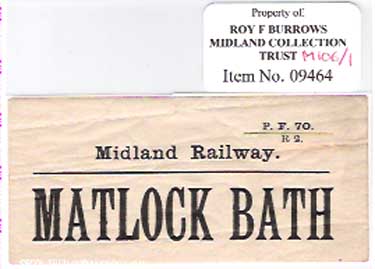 Property of:
ROY F BURROWS
MIDLAND COLLECTION
TRUST M106/1
Item No. 09464
P. F. 70.
R 2.
Midland Railway.
MATLOCK BATH